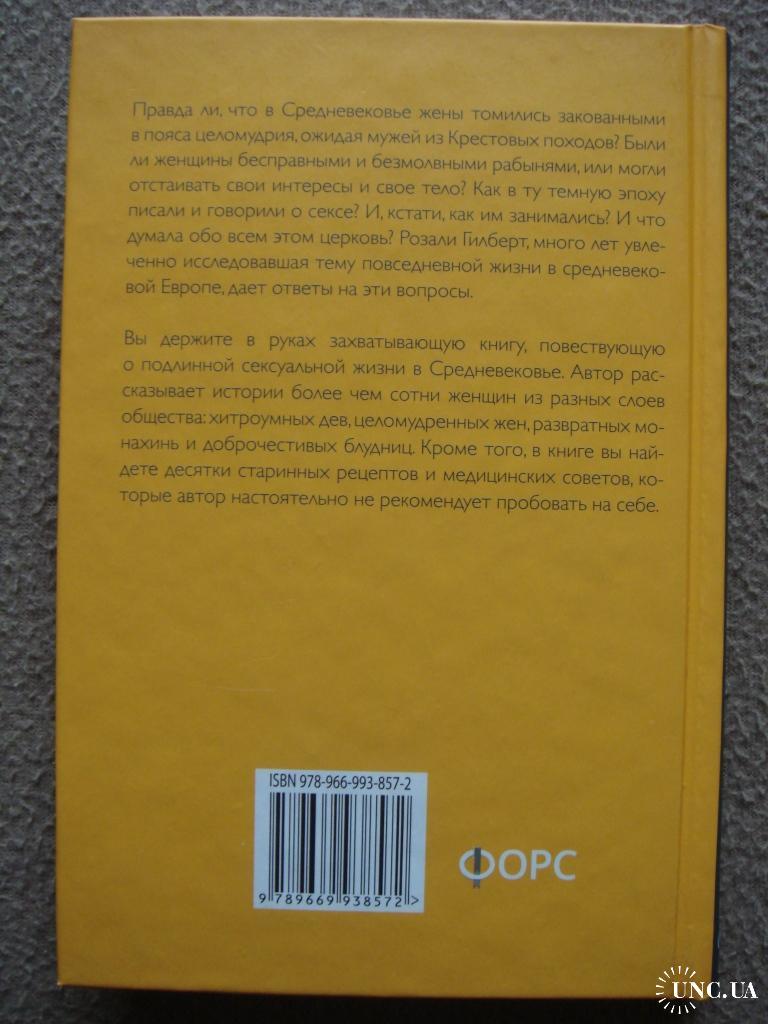 Правда ли, что в Средневековье жены томились закованными
в пояса целомудрия, ожидая мужей из Крестовых походов? Были
ли женщины бесправными и безмолвными рабынями, или могли
отстаивать свои интересы и свое тело? Как в ту темную эпоху
писали и говорили о сексе? И, кстати, как им занимались? И что
думала обо всем этом церковь? Розали Гилберт, много лет увле-
ченно исследовавшая тему повседневной жизни в средневеко-
вой Европе, дает ответы на эти вопросы.
Вы держите в руках захватывающую книгу, повествующую
о подлинной сексуальной жизни в Средневековье. Автор рас-
сказывает истории более чем сотни женщин из разных слоев
общества: хитроумных дев, целомудренных жен, развратных мо-
нахинь и доброчестивых блудниц. Кроме того, в книге вы най-
дете десятки старинных рецептов и медицинских советов, ко-
торые автор настоятельно не рекомендует пробовать на себе.
ISBN 978-966-993-857-2
9 789669 938572 >
ФОРС
UNC.UA